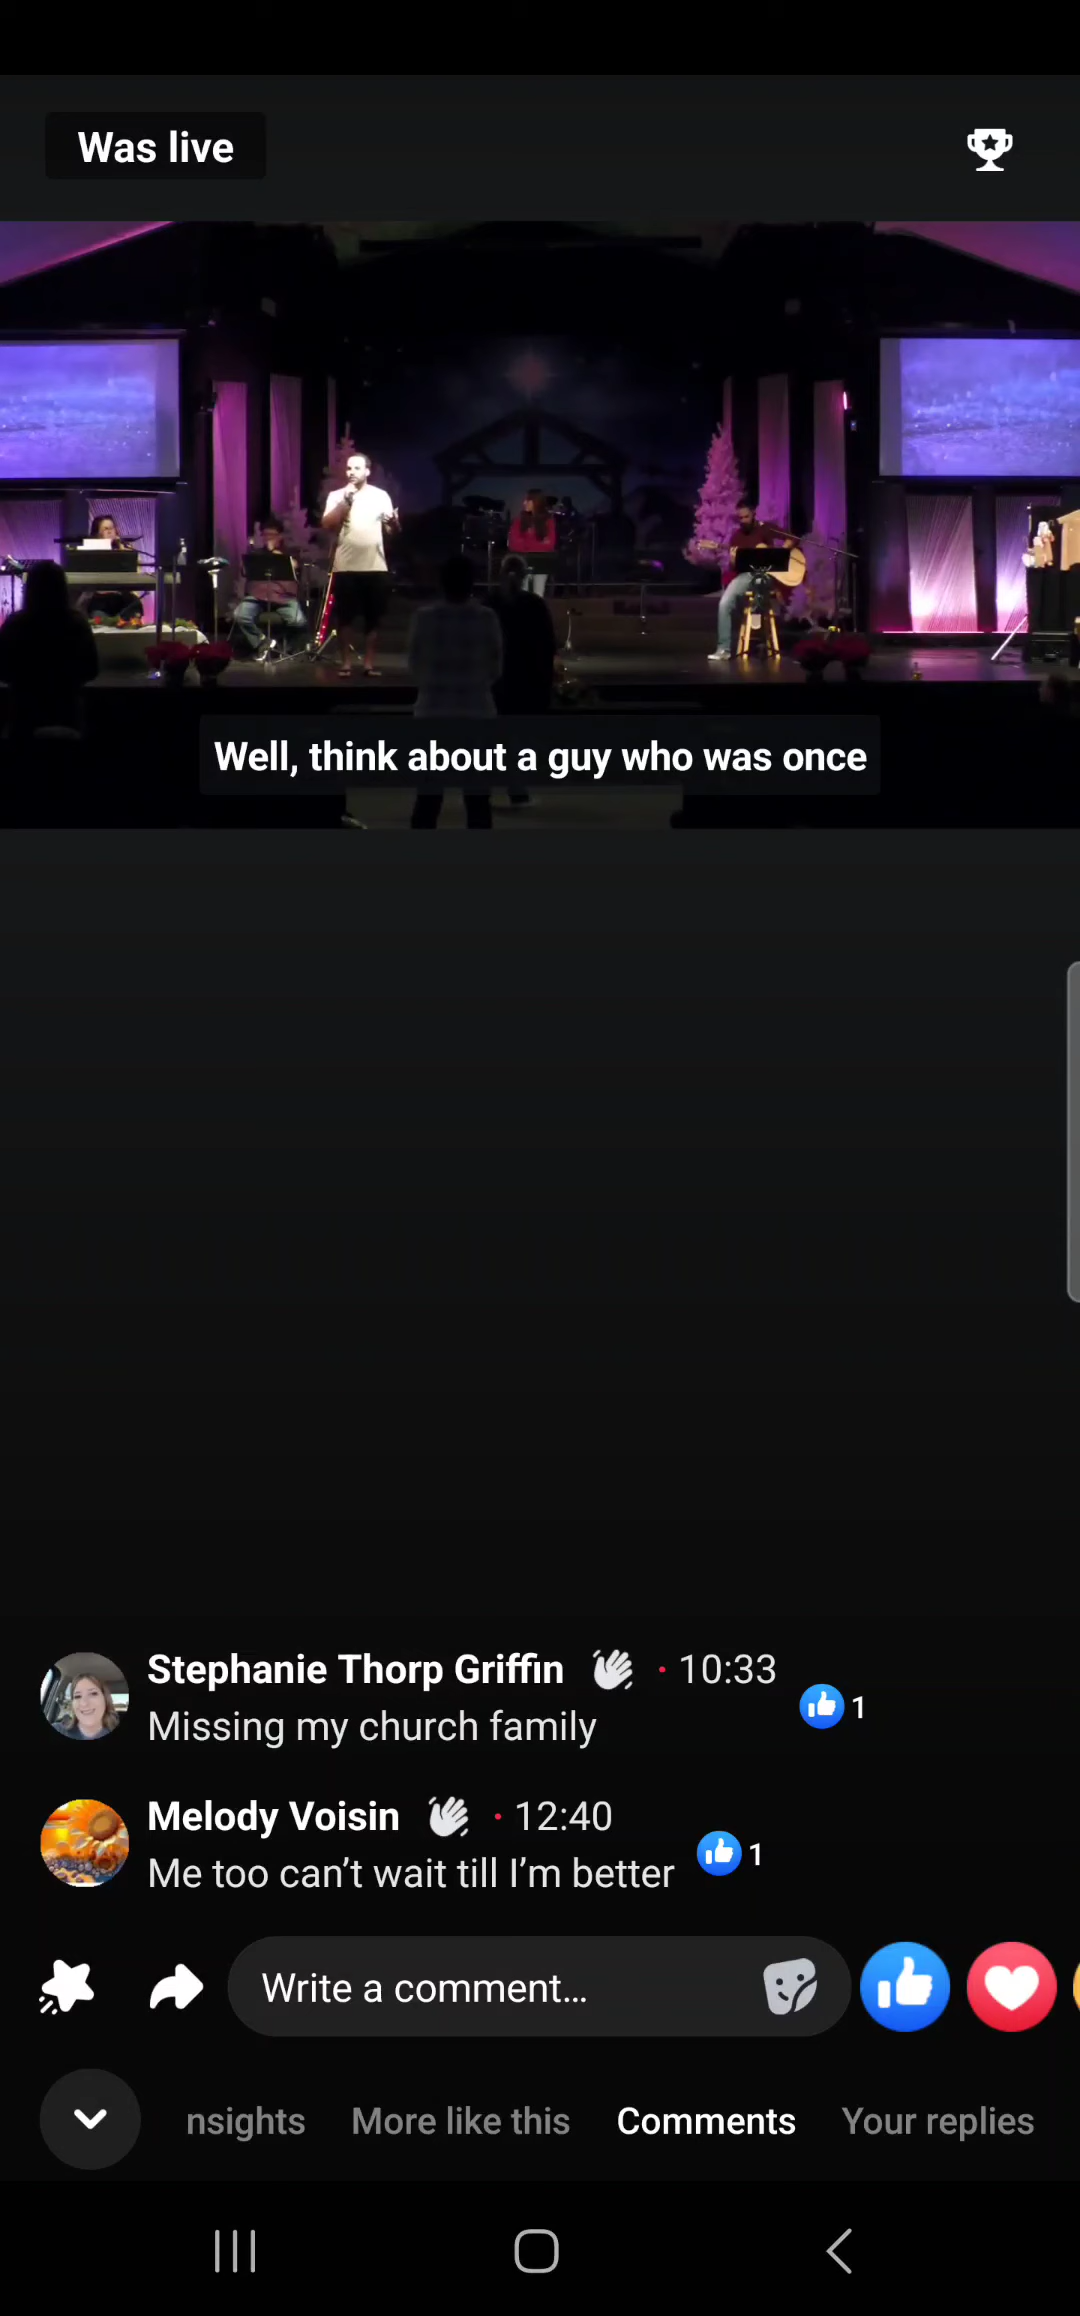 Was live
Well, think about a guy who was once
Stephanie Thorp Griffin · 10:33
Missing my church family
1
Melody Voisin · 12:40
Me too can’t wait till I’m better
1
Write a comment...
nsights More like this Comments Your replies